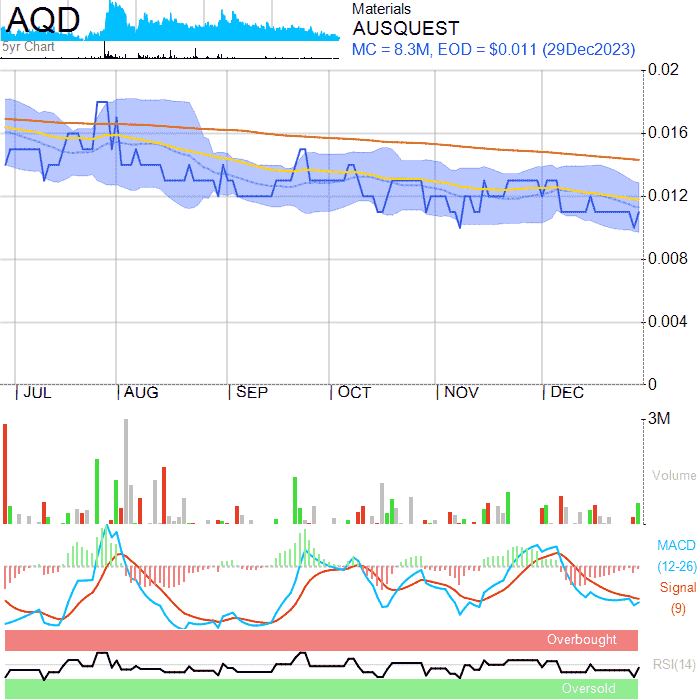 AQD
5yr Chart
Materials
AUSQUEST
MC = 8.3M, EOD = $0.011 (29Dec2023)
0.02
0.016
0.012
0.008
0.004
0
JUL AUG SEP OCT NOV DEC
3M
Volume
MACD
(12-26)
Signal
(9)
Overbought
RSI(14)
Oversold